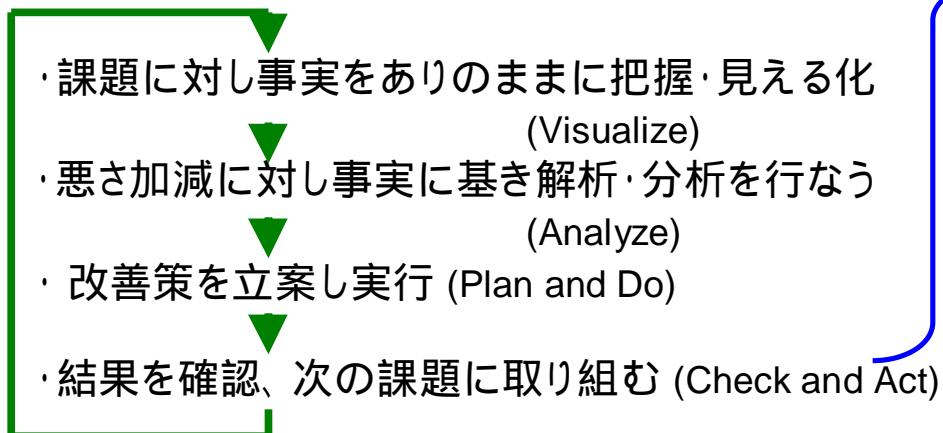 ・課題に対し事実をありのままに把握・見える化
(Visualize)
・悪さ加減に対し事実に基き解析・分析を行なう
(Analyze)
・ 改善策を立案し実行 (Plan and Do)
・結果を確認、次の課題に取り組む (Check and Act)